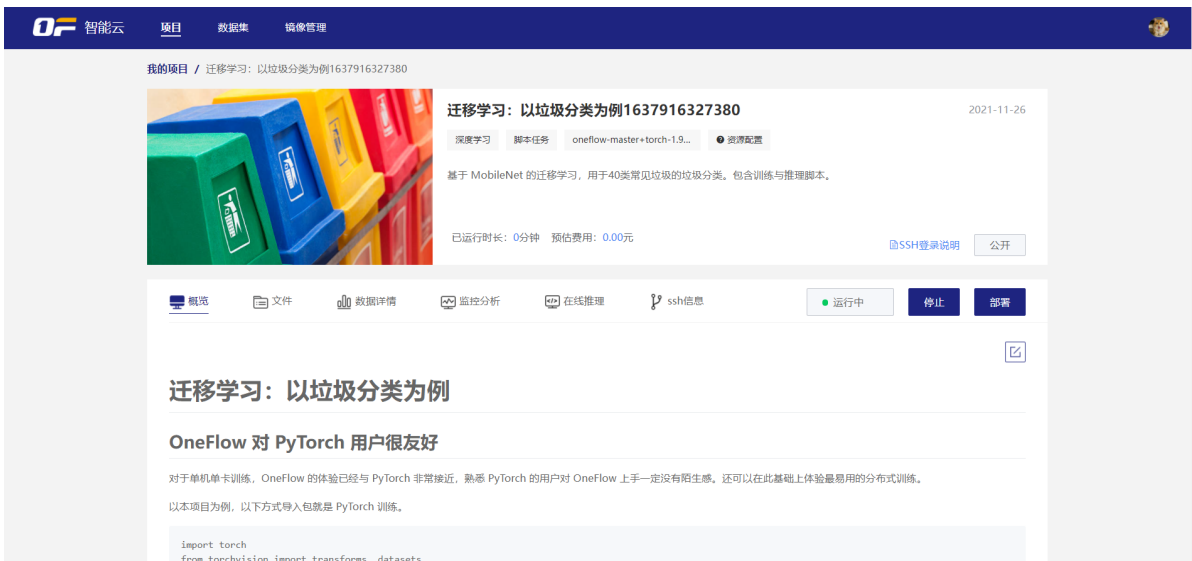 OF 智能云 项目 数据集 镜像管理
我的项目 / 迁移学习：以垃圾分类为例1637916327380
迁移学习：以垃圾分类为例1637916327380 2021-11-26
深度学习 脚本任务 oneflow-master+torch-1.9... 资源配置
基于 MobileNet 的迁移学习，用于40类常见垃圾的垃圾分类。包含训练与推理脚本。
已运行时长：0分钟 预估费用：0.00元
SSH登录说明 公开
概览 文件 数据详情 监控分析 在线推理 ssh信息 运行中 停止 部署
迁移学习：以垃圾分类为例
OneFlow 对 PyTorch 用户很友好
对于单机单卡训练，OneFlow 的体验已经与 PyTorch 非常接近，熟悉 PyTorch 的用户对 OneFlow 上手一定没有陌生感。还可以在此基础上体验最易用的分布式训练。
以本项目为例，以下方式导入包就是 PyTorch 训练。
import torch
from torchvision import transforms, datasets